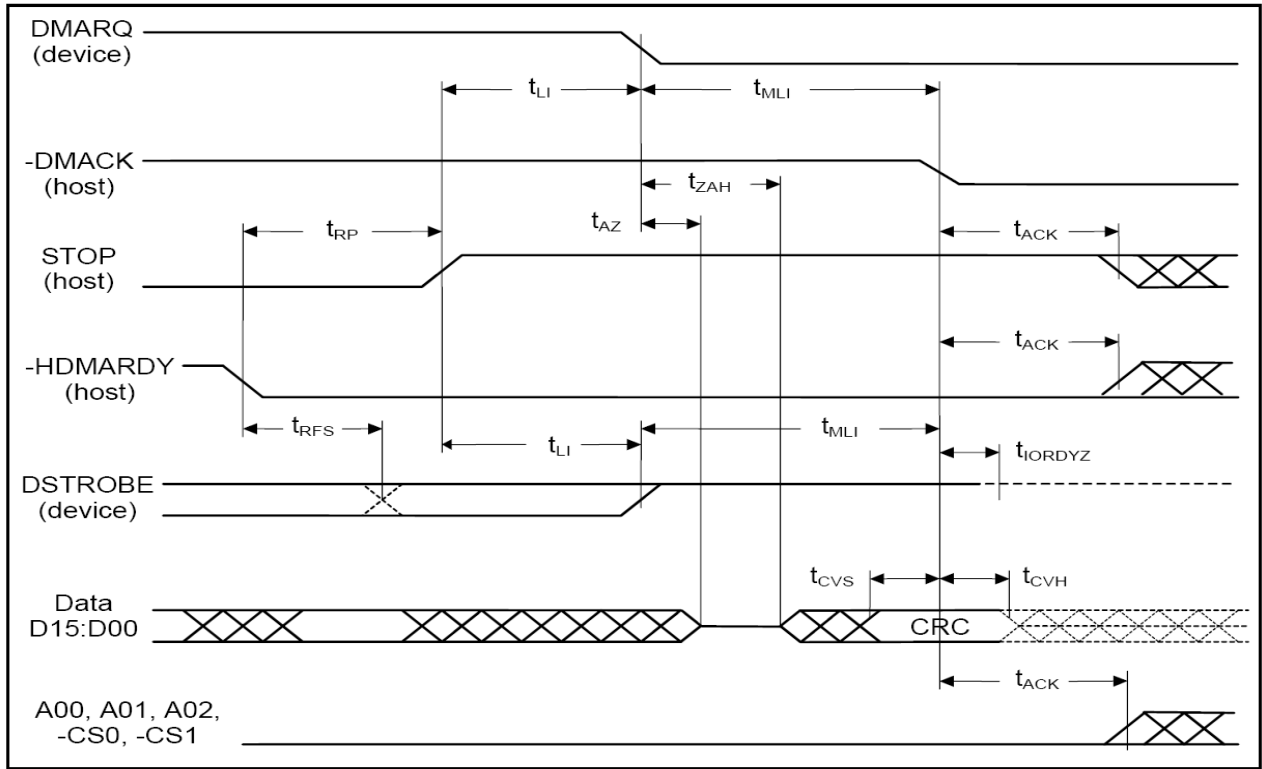 DMARQ
(device)
tLI
tMLI
-DMACK
(host)
tZAH
tAZ
tRP
tACK
STOP
(host)
tACK
-HDMARDY
(host)
tRFS
tMLI
tLI
tIORDYZ
DSTROBE
(device)
tCVS
tCVH
Data
D15:D00
CRC
tACK
A00, A01, A02,
-CS0, -CS1